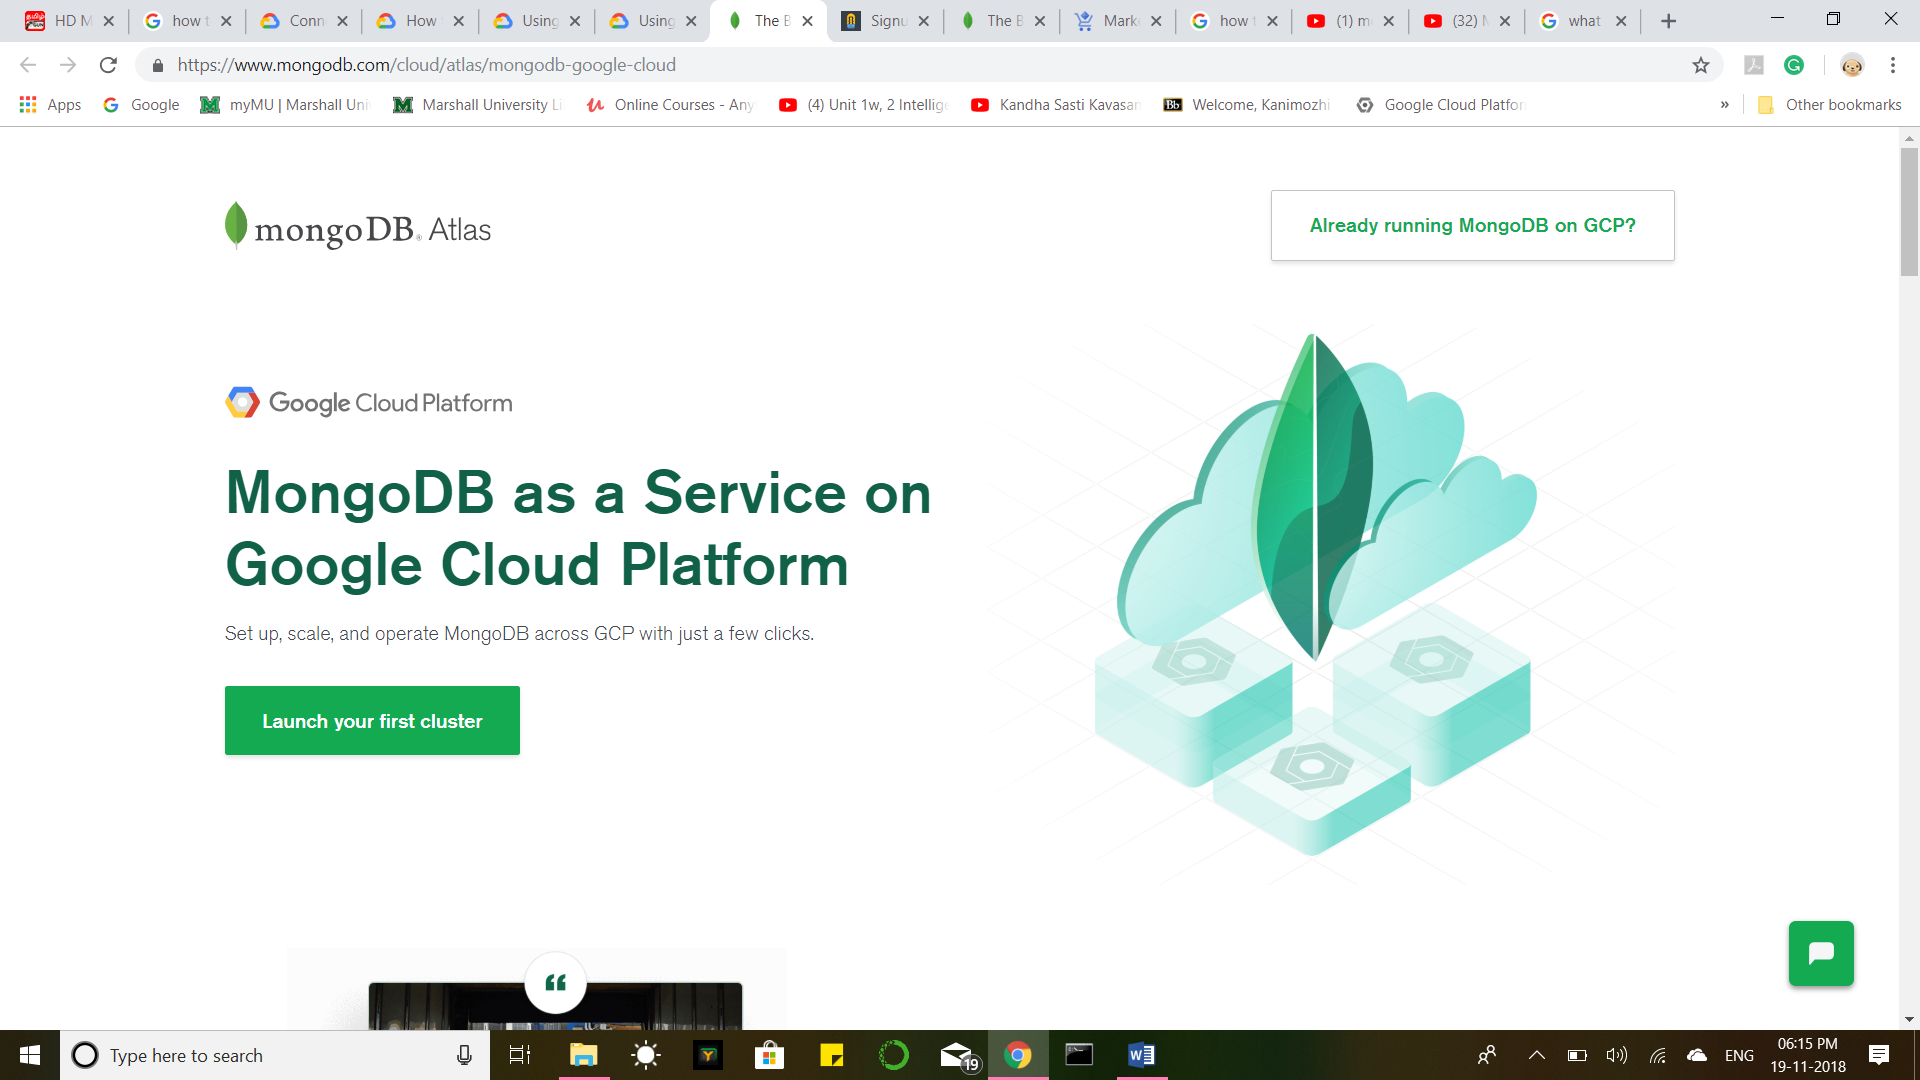 HD M
how t
Conn
How
Using
Using
The B
Signu
The B
Mark
how
(1) m
(32) M
what
https://www.mongodb.com/cloud/atlas/mongodb-google-cloud
Apps
Google
myMU | Marshall Uni
Marshall University Li
Online Courses - Any
(4) Unit 1w, 2 Intellige
Kandha Sasti Kavasan
Bb
Welcome, Kanimozhi
Google Cloud Platfor
»
Other bookmarks
mongoDB® Atlas
Already running MongoDB on GCP?
Google Cloud Platform
MongoDB as a Service on
Google Cloud Platform
Set up, scale, and operate MongoDB across GCP with just a few clicks.
Launch your first cluster
Type here to search
19
ENG
06:15 PM
19-11-2018